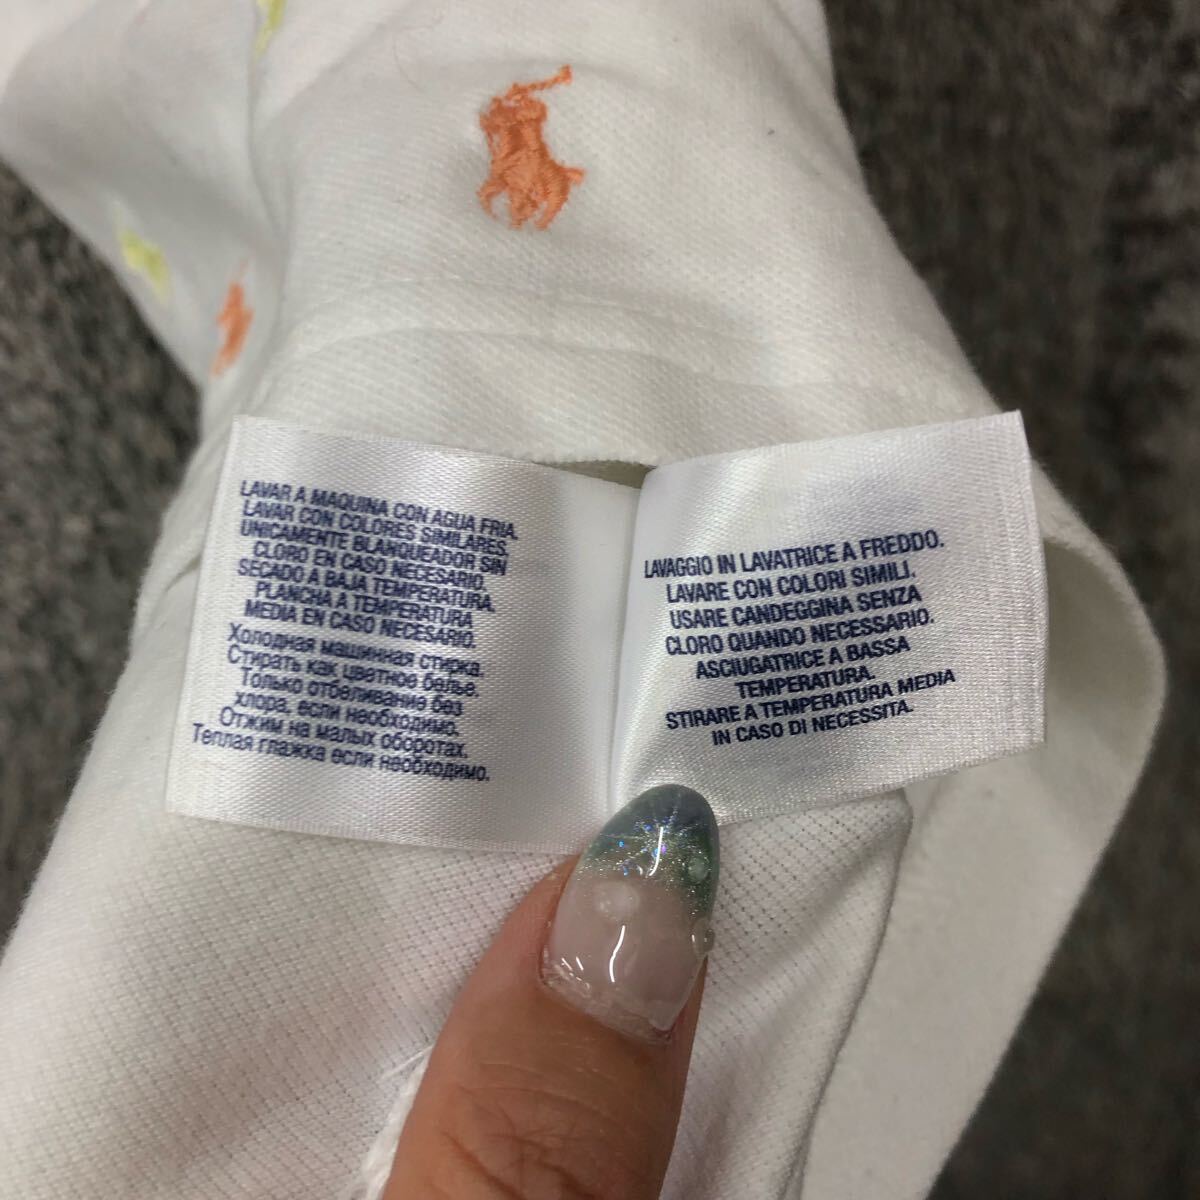 LAVAR A MAQUINA CON AGUA FRIA.
LAVAR CON COLORES SIMILARES.
UNICAMENTE BLANQUEADOR SIN
CLORO EN CASO NECESARIO.
SECADO A BAJA TEMPERATURA.
PLANCHA A TEMPERATURA
MEDIA EN CASO NECESARIO.
Холодная машинная стирка.
Стирать как цветное белье.
Только отбеливание без
хлора, если необходимо.
Отжим на малых оборотах.
Теплая глажка если необходимо.
LAVAGGIO IN LAVATRICE A FREDDO.
LAVARE CON COLORI SIMILI.
USARE CANDEGGINA SENZA
CLORO QUANDO NECESSARIO.
ASCIUGATRICE A BASSA
TEMPERATURA.
STIRARE A TEMPERATURA MEDIA
IN CASO DI NECESSITA.